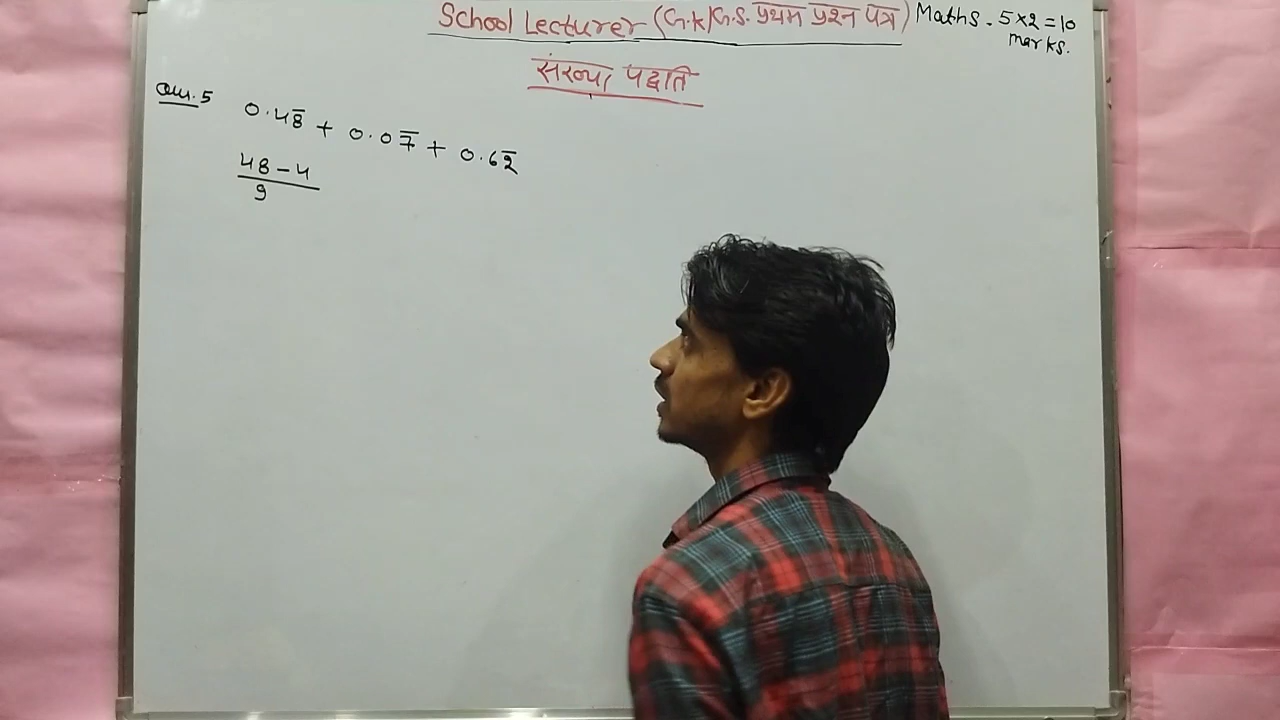 School Lecturer (G.K/G.S. प्रथम प्रश्न पत्र) Maths. 5×2=10 marks.
संख्या पद्धति
Que. 5 0.48̅ + 0.07̅ + 0.62̅
48-4
9